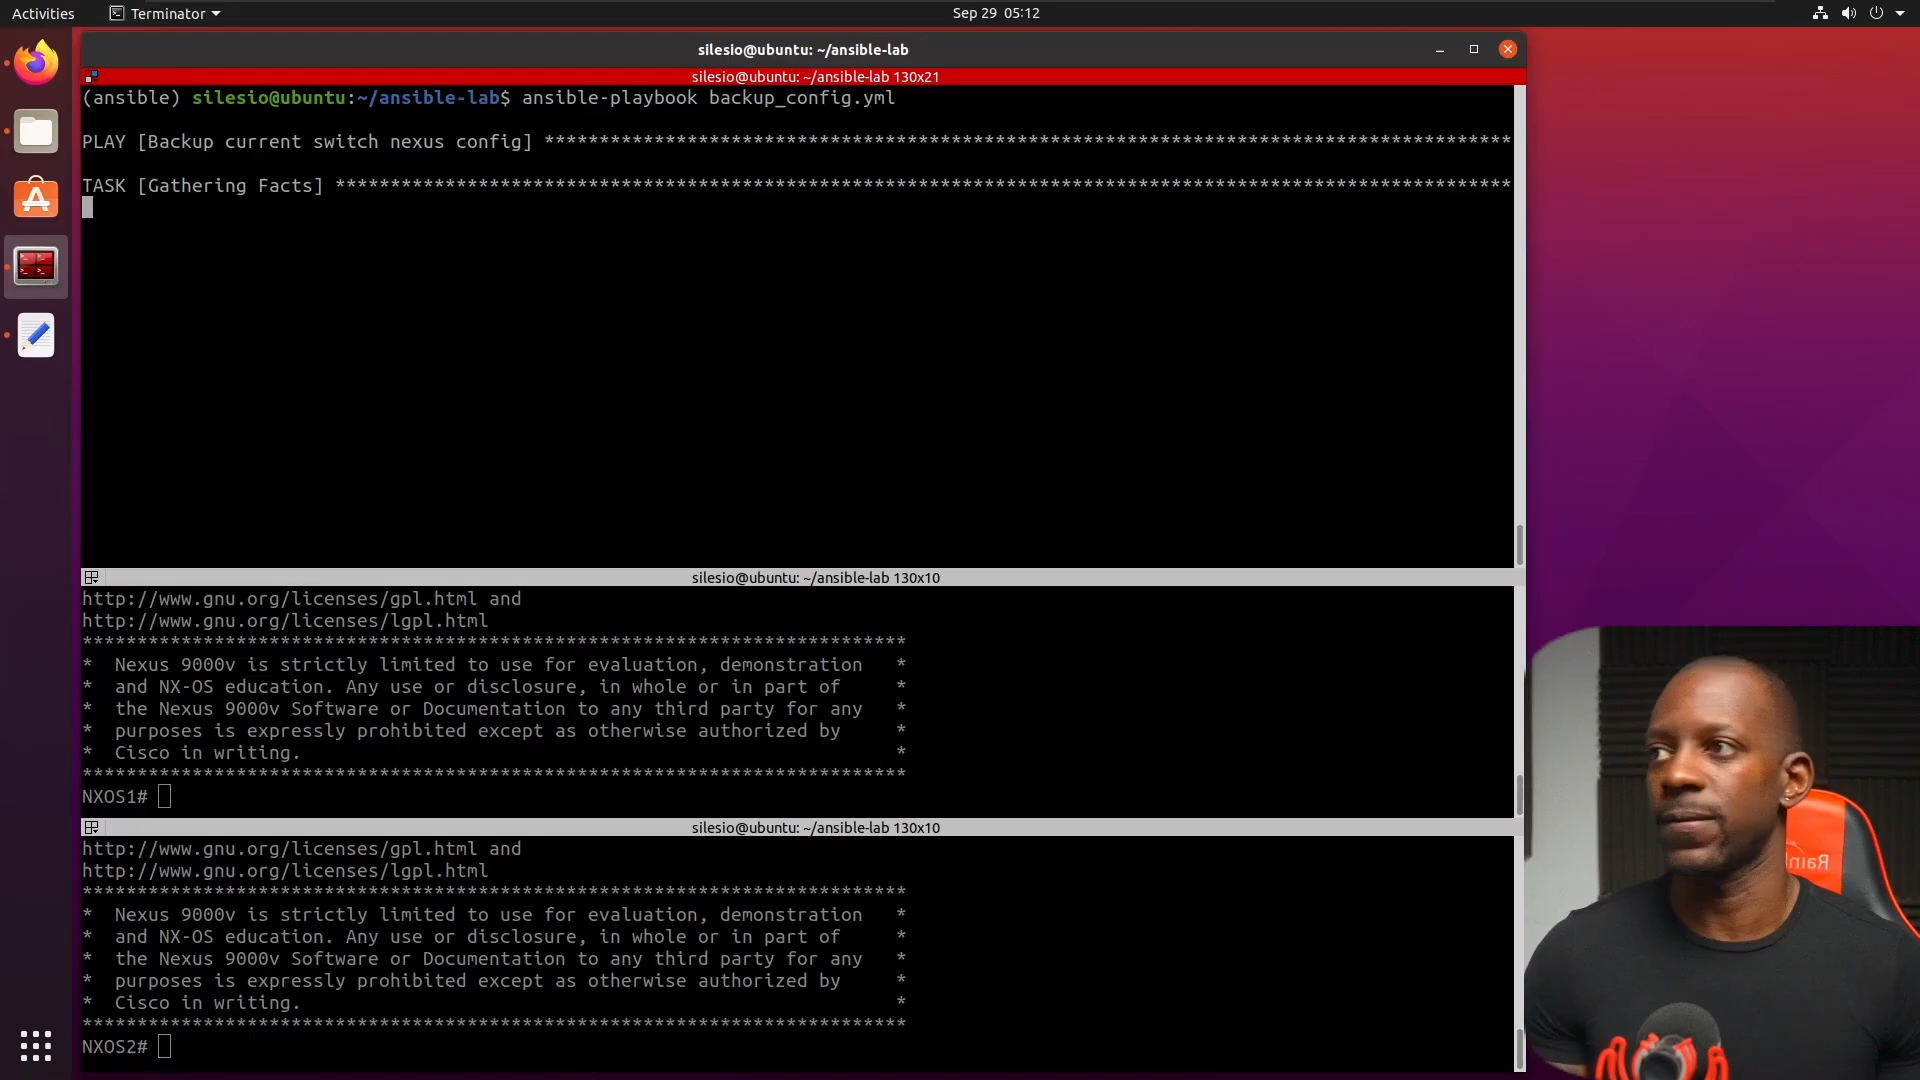 Activities
Terminator
Sep 29 05:12
silesio@ubuntu: ~/ansible-lab
silesio@ubuntu: ~/ansible-lab 130x21
(ansible) silesio@ubuntu:~/ansible-lab$ ansible-playbook backup_config.yml
PLAY [Backup current switch nexus config] ****************************************************************************************
TASK [Gathering Facts] ***********************************************************************************************************
silesio@ubuntu: ~/ansible-lab 130x10
http://www.gnu.org/licenses/gpl.html and
http://www.gnu.org/licenses/lgpl.html
***************************************************************************
*  Nexus 9000v is strictly limited to use for evaluation, demonstration   *
*  and NX-OS education. Any use or disclosure, in whole or in part of     *
*  the Nexus 9000v Software or Documentation to any third party for any   *
*  purposes is expressly prohibited except as otherwise authorized by     *
*  Cisco in writing.                                                      *
***************************************************************************
NXOS1#
silesio@ubuntu: ~/ansible-lab 130x10
http://www.gnu.org/licenses/gpl.html and
http://www.gnu.org/licenses/lgpl.html
***************************************************************************
*  Nexus 9000v is strictly limited to use for evaluation, demonstration   *
*  and NX-OS education. Any use or disclosure, in whole or in part of     *
*  the Nexus 9000v Software or Documentation to any third party for any   *
*  purposes is expressly prohibited except as otherwise authorized by     *
*  Cisco in writing.                                                      *
***************************************************************************
NXOS2#